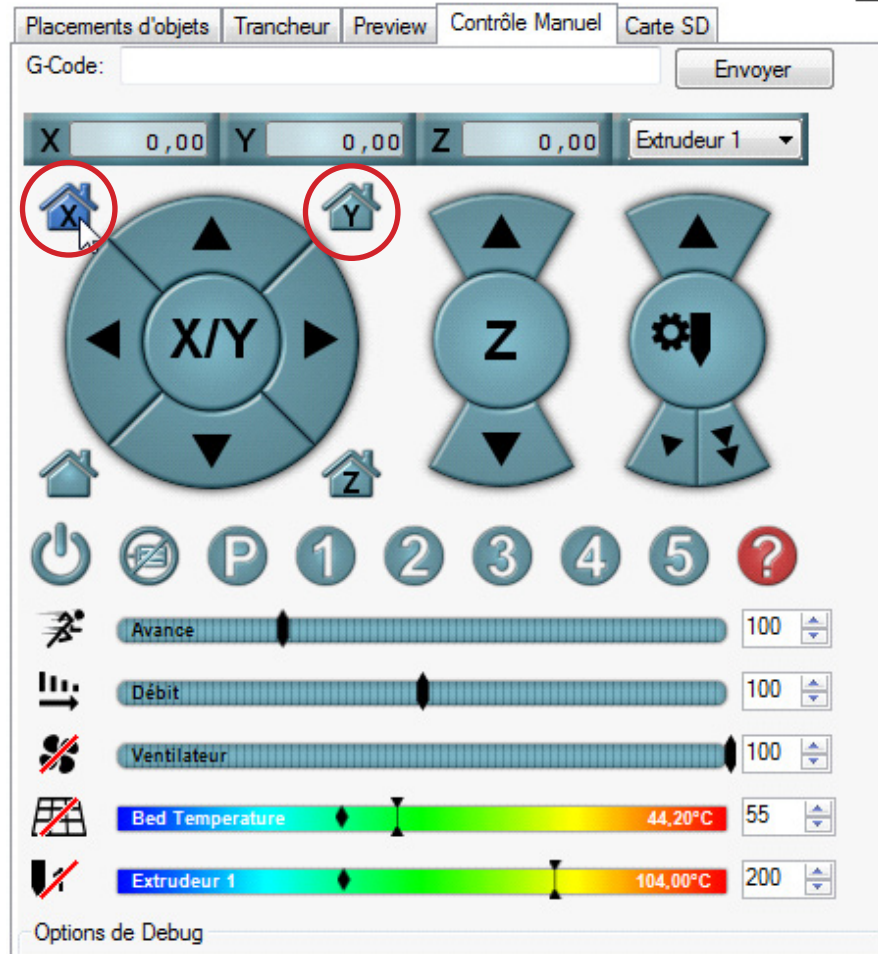 Placements d'objets Trancheur Preview Contrôle Manuel Carte SD
G-Code: Envoyer
X 0,00 Y 0,00 Z 0,00 Extrudeur 1
X Y
X/Y Z
Z
P 1 2 3 4 5 ?
Avance 100
Débit 100
Ventilateur 100
Bed Temperature 44,20°C 55
1 Extrudeur 1 104,00°C 200
Options de Debug